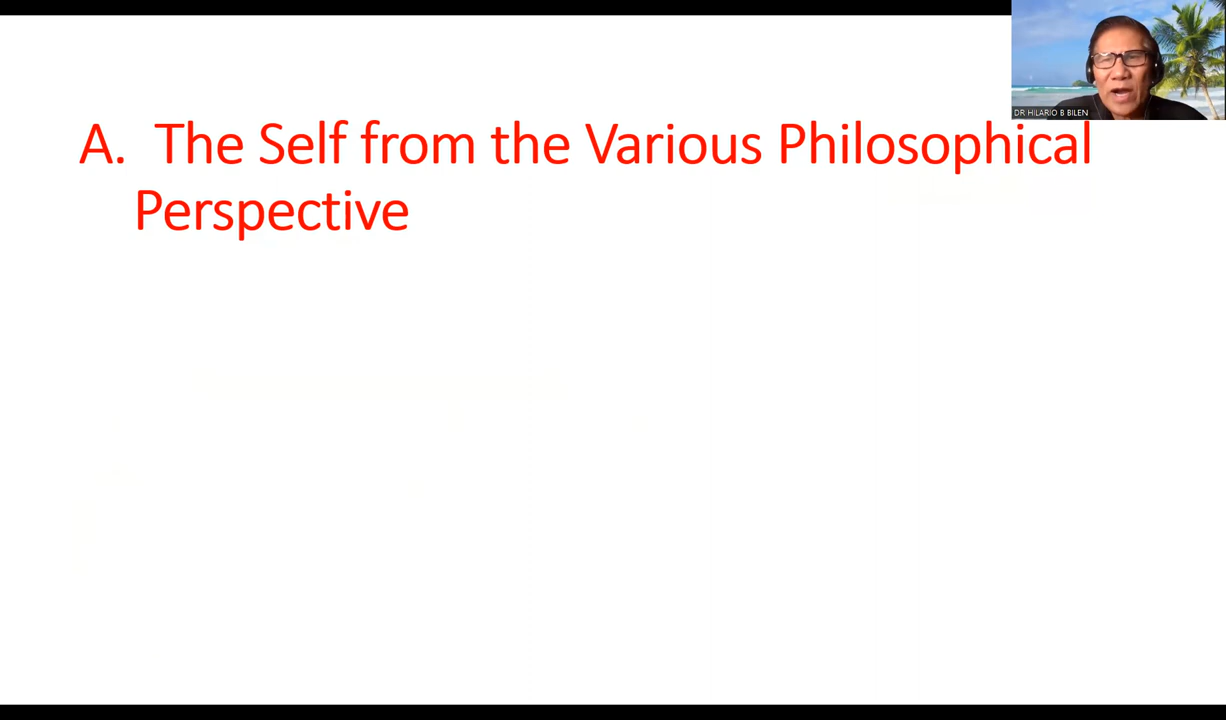 DR HILARIO B BILEN
A. The Self from the Various Philosophical
Perspective